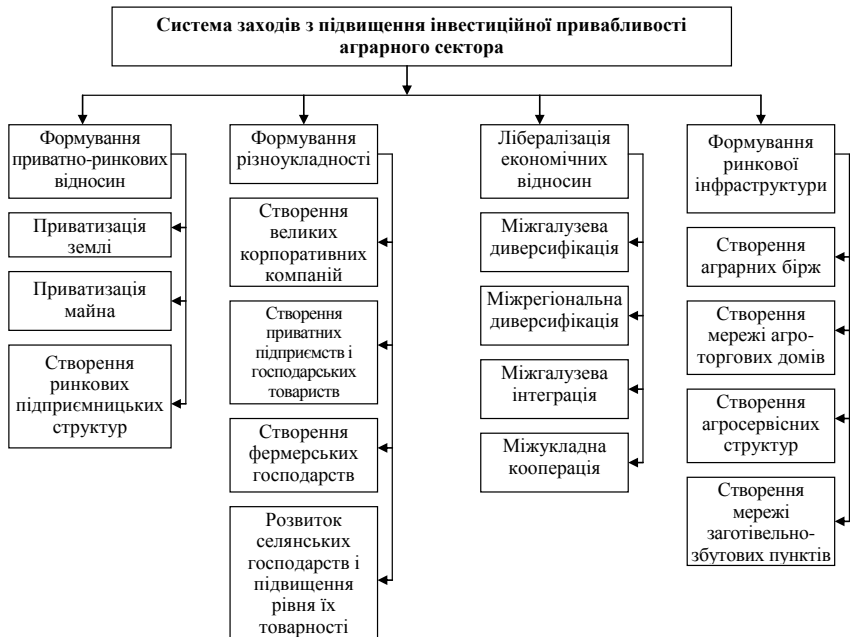 Система заходів з підвищення інвестиційної привабливості
аграрного сектора
Формування
приватно-ринкових
відносин
Приватизація
землі
Приватизація
майна
Створення
ринкових
підприємницьких
структур
Формування
різноукладності
Створення
великих
корпоративних
компаній
Створення
приватних
підприємств і
господарських
товариств
Створення
фермерських
господарств
Розвиток
селянських
господарств і
підвищення
рівня їх
товарності
Лібералізація
економічних
відносин
Міжгалузева
диверсифікація
Міжрегіональна
диверсифікація
Міжгалузева
інтеграція
Міжукладна
кооперація
Формування
ринкової
інфраструктури
Створення
аграрних бірж
Створення
мережі агро-
торгових домів
Створення
агросервісних
структур
Створення
мережі
заготівельно-
збутових пунктів